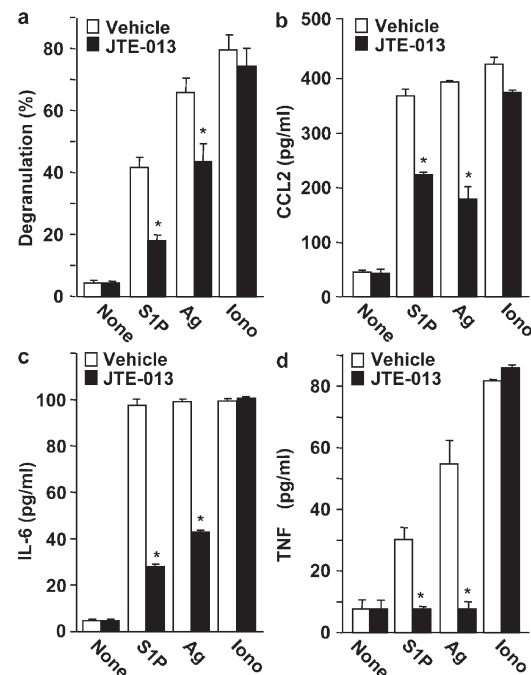 a
Vehicle
JTE-013
Degranulation (%)
80
60
40
20
0
*
*
None
S1P
Ag
Iono
b
Vehicle
JTE-013
CCL2 (pg/ml)
500
400
300
200
100
0
*
*
None
S1P
Ag
Iono
c
Vehicle
JTE-013
IL-6 (pg/ml)
100
80
60
40
20
0
*
*
None
S1P
Ag
Iono
d
Vehicle
JTE-013
TNF (pg/ml)
80
60
40
20
0
*
*
None
S1P
Ag
Iono